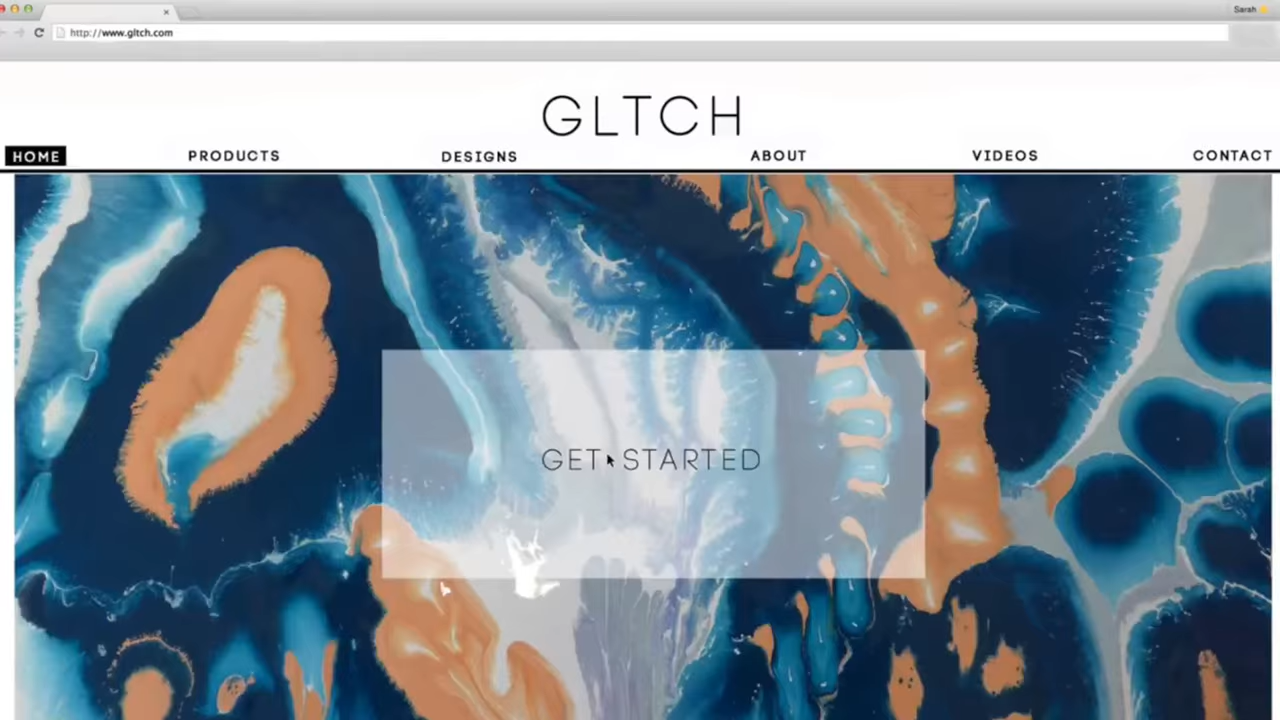 Sarah
http://www.gltch.com
GLTCH
HOME PRODUCTS DESIGNS ABOUT VIDEOS CONTACT
GET STARTED